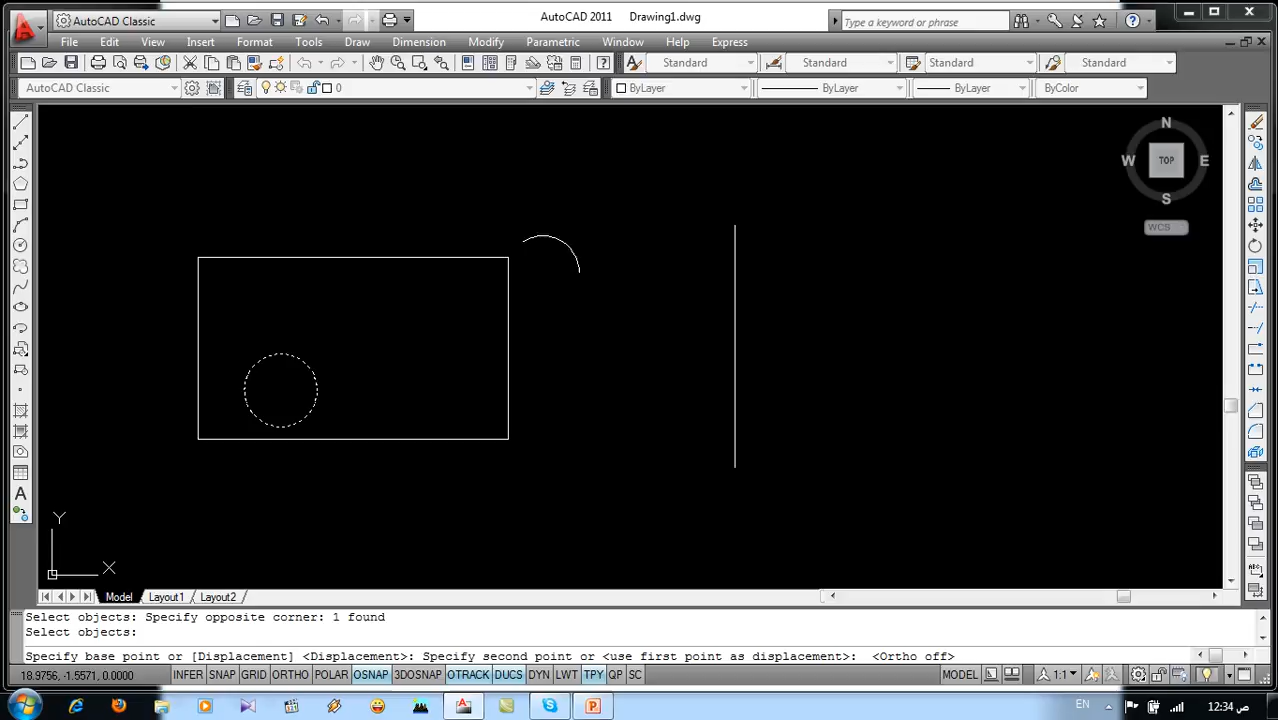 AutoCAD Classic
AutoCAD 2011 Drawing1.dwg
Type a keyword or phrase
File Edit View Insert Format Tools Draw Dimension Modify Parametric Window Help Express
Standard Standard Standard Standard
AutoCAD Classic 0 ByLayer ByLayer ByLayer ByColor
N
W TOP E
S
WCS
A
Y
X
Model Layout1 Layout2
Select objects: Specify opposite corner: 1 found
Select objects:
Specify base point or [Displacement] <Displacement>: Specify second point or <use first point as displacement>: <Ortho off>
18.9756, -1.5571, 0.0000 INFER SNAP GRID ORTHO POLAR OSNAP 3DOSNAP OTRACK DUCS DYN LWT TPY QP SC MODEL 1:1
EN 12:34 ص